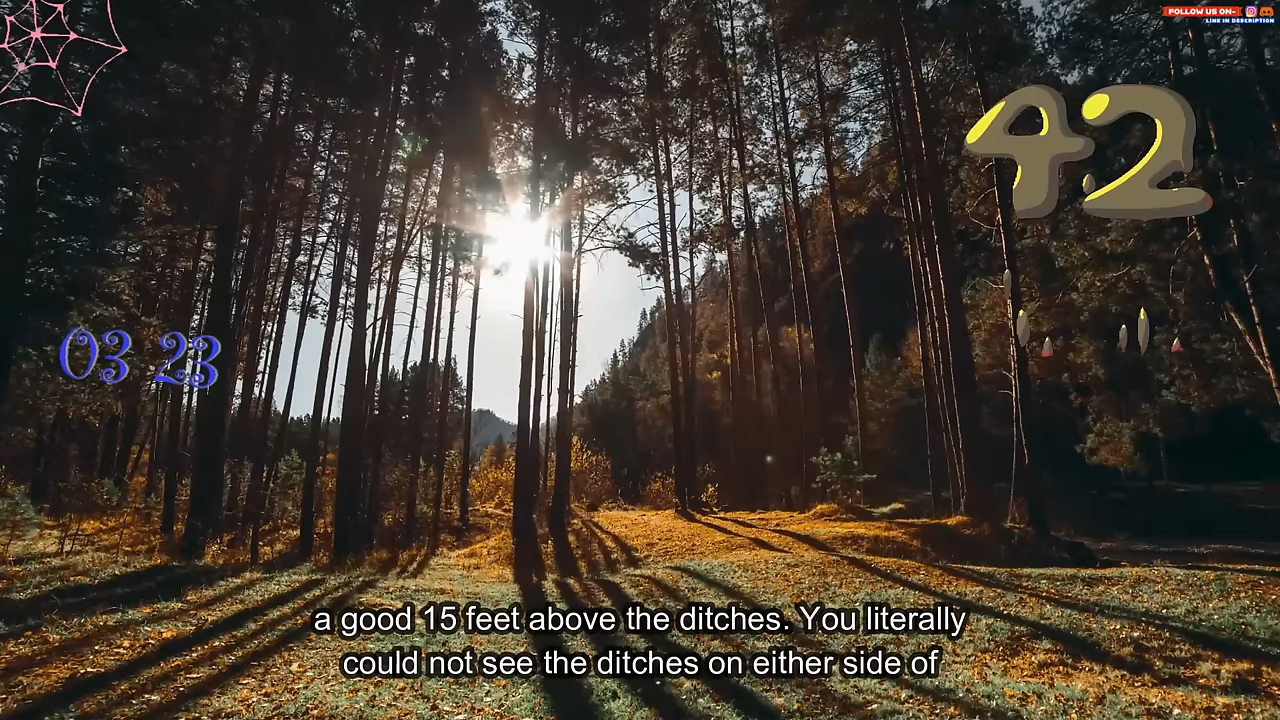 FOLLOW US ON-
LINK IN DESCRIPTION
42
03 23
a good 15 feet above the ditches. You literally
could not see the ditches on either side of